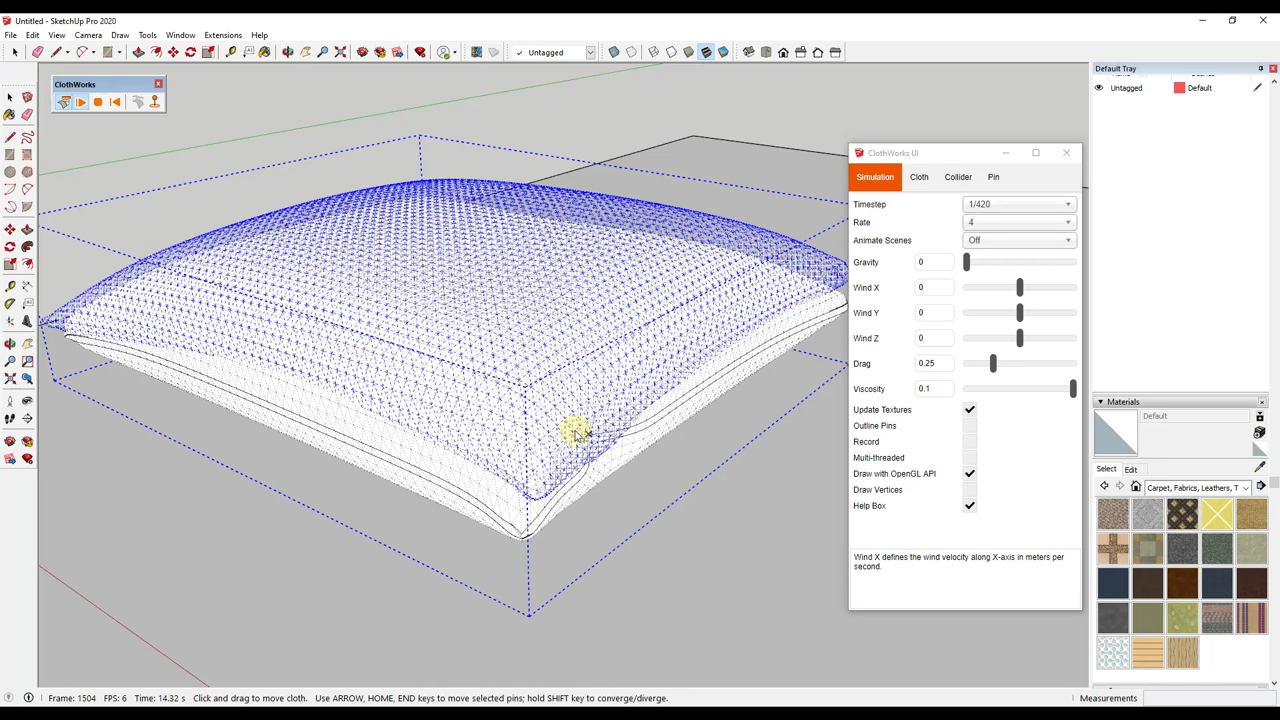 Untitled - SketchUp Pro 2020
File Edit View Camera Draw Tools Window Extensions Help
Untagged
ClothWorks
Default Tray
Untagged Default
ClothWorks UI
Simulation Cloth Collider Pin
Timestep 1/420
Rate 4
Animate Scenes Off
Gravity 0
Wind X 0
Wind Y 0
Wind Z 0
Drag 0.25
Viscosity 0.1
Update Textures
Outline Pins
Record
Multi-threaded
Draw with OpenGL API
Draw Vertices
Help Box
Wind X defines the wind velocity along X-axis in meters per
second.
Materials
Default
Select Edit
Carpet, Fabrics, Leathers, T
Frame: 1504 FPS: 6 Time: 14.32 s. Click and drag to move cloth. Use ARROW, HOME, END keys to move selected pins; hold SHIFT key to converge/diverge.
Measurements